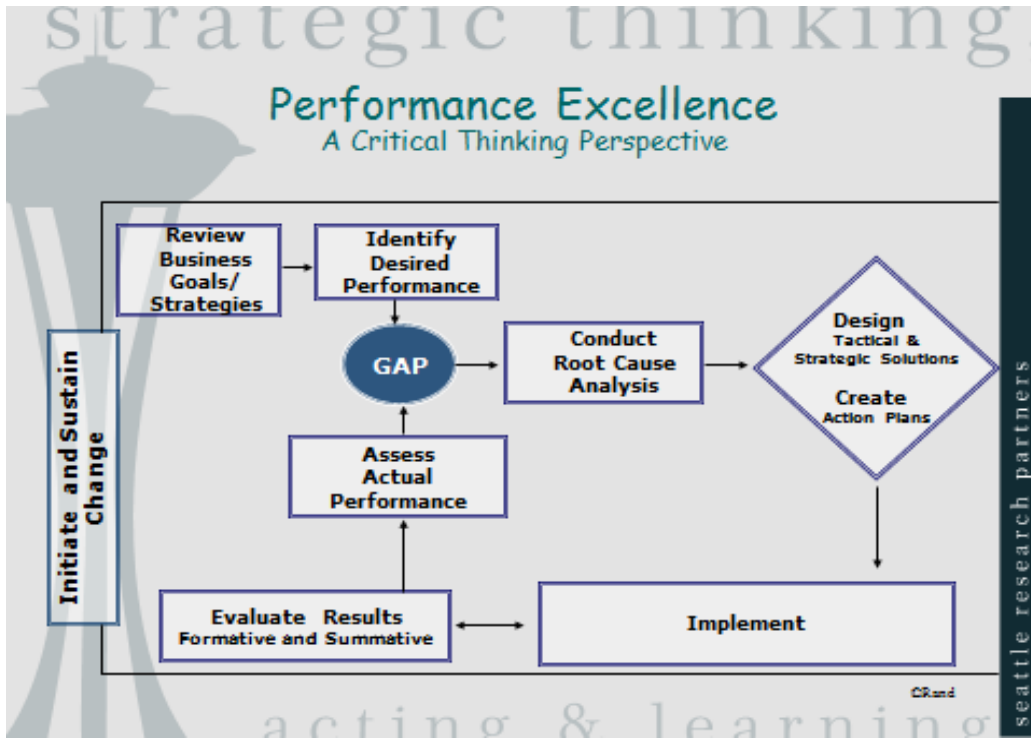 strategic thinking.
Performance Excellence
A Critical Thinking Perspective
Review
Business
Goals/
Strategies
Identify
Desired
Performance
GAP
Conduct
Root Cause
Analysis
Design
Tactical &
Strategic Solutions
Create
Action Plans
Initiate and Sustain
Change
Assess
Actual
Performance
Evaluate Results
Formative and Summative
Implement
CRand
acting & learning
seattle research partners